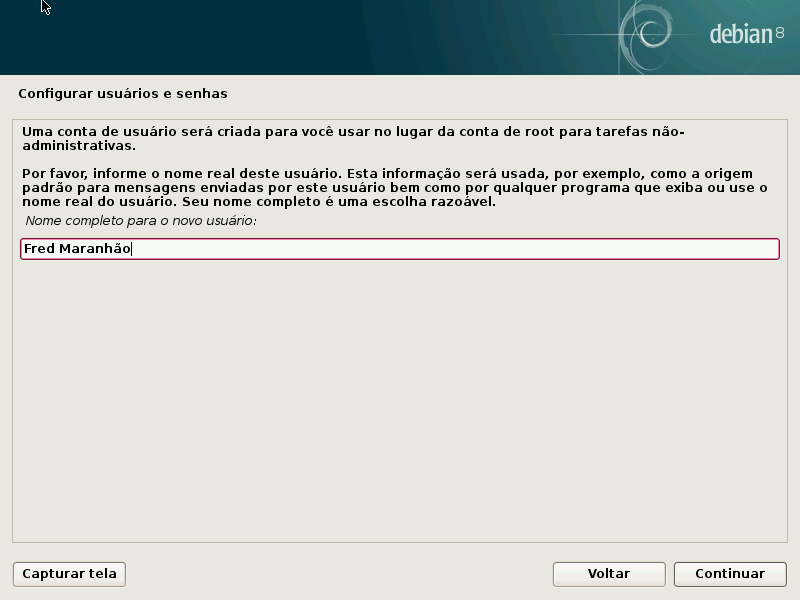 debian 8
Configurar usuários e senhas
Uma conta de usuário será criada para você usar no lugar da conta de root para tarefas não-
administrativas.
Por favor, informe o nome real deste usuário. Esta informação será usada, por exemplo, como a origem
padrão para mensagens enviadas por este usuário bem como por qualquer programa que exiba ou use o
nome real do usuário. Seu nome completo é uma escolha razoável.
Nome completo para o novo usuário:
Fred Maranhão
Capturar tela
Voltar
Continuar